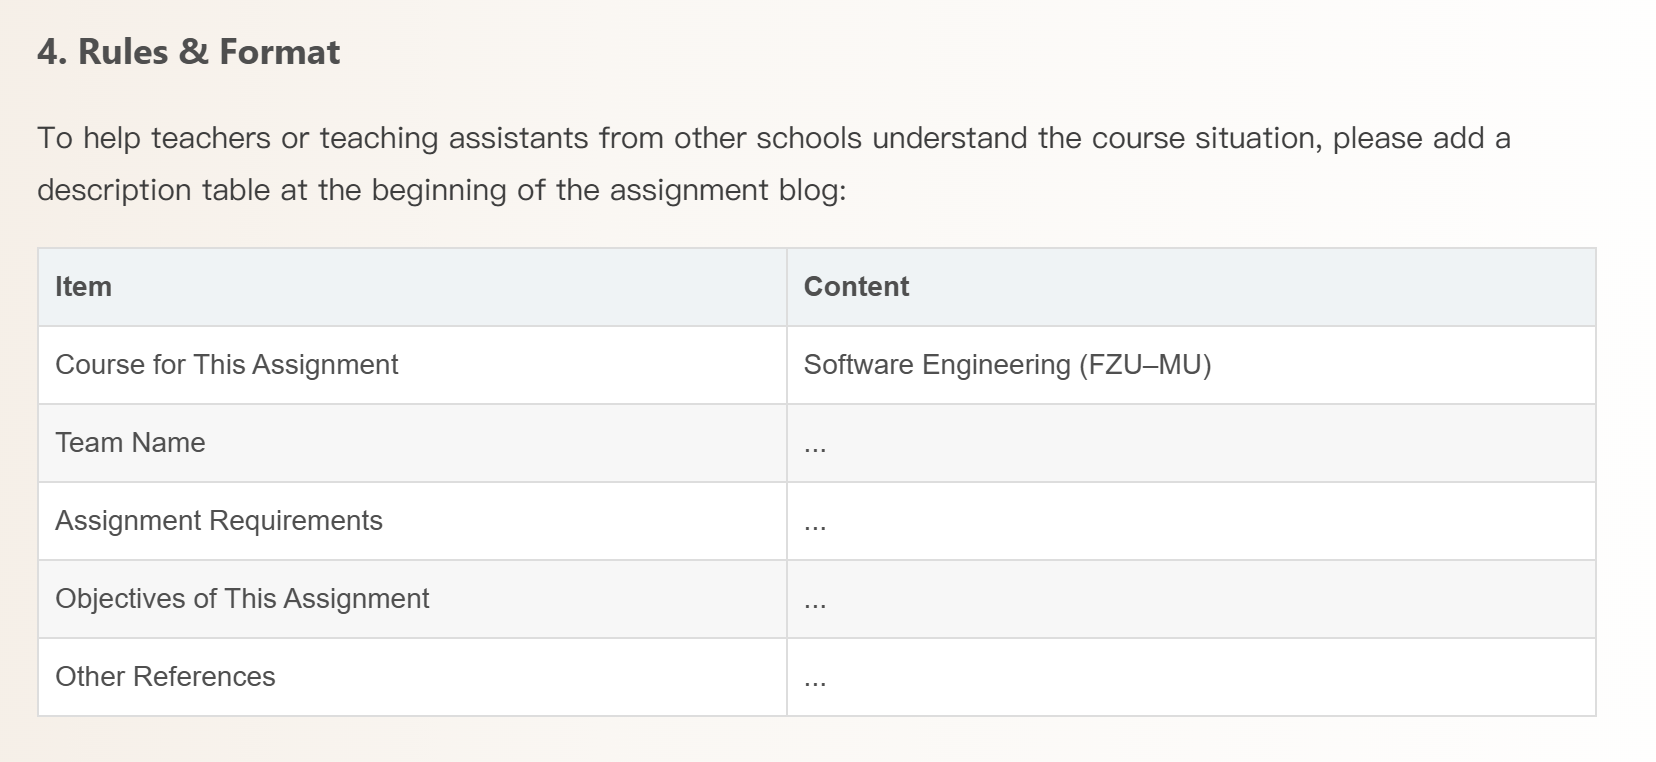 4. Rules & Format
To help teachers or teaching assistants from other schools understand the course situation, please add a
description table at the beginning of the assignment blog:
Item Content
Course for This Assignment Software Engineering (FZU–MU)
Team Name ...
Assignment Requirements ...
Objectives of This Assignment ...
Other References ...